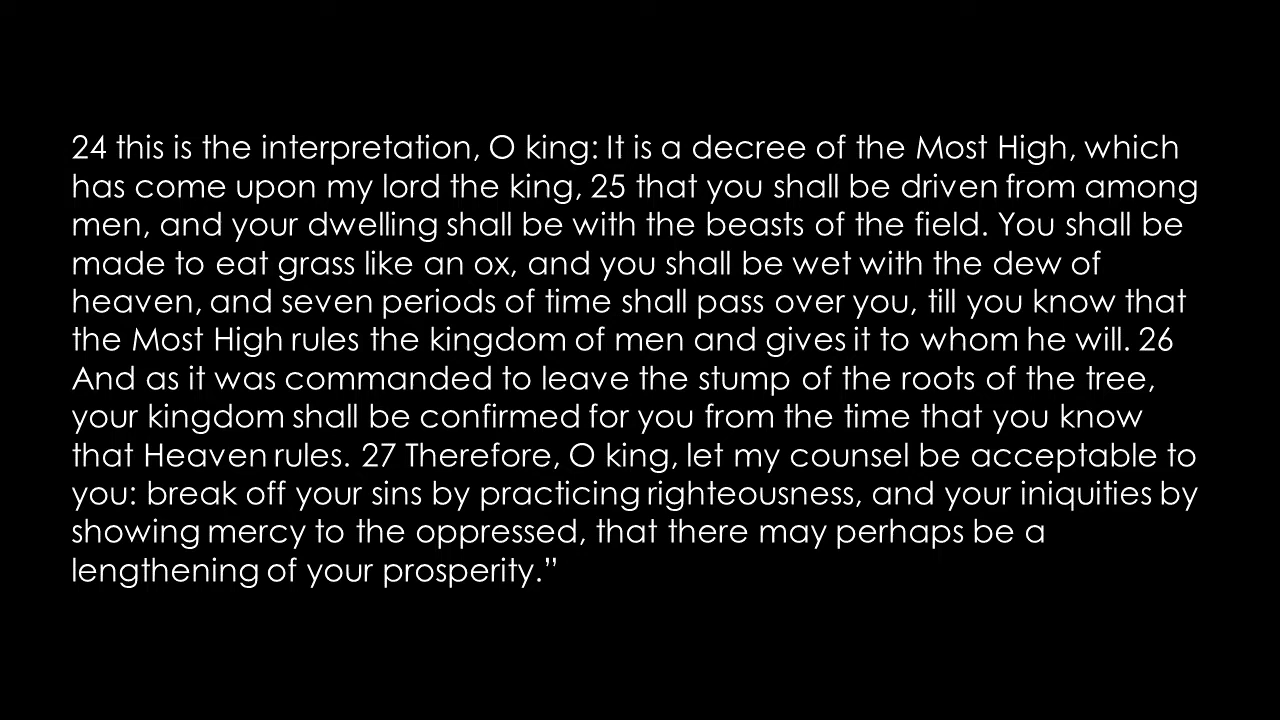 24 this is the interpretation, O king: It is a decree of the Most High, which
has come upon my lord the king, 25 that you shall be driven from among
men, and your dwelling shall be with the beasts of the field. You shall be
made to eat grass like an ox, and you shall be wet with the dew of
heaven, and seven periods of time shall pass over you, till you know that
the Most High rules the kingdom of men and gives it to whom he will. 26
And as it was commanded to leave the stump of the roots of the tree,
your kingdom shall be confirmed for you from the time that you know
that Heaven rules. 27 Therefore, O king, let my counsel be acceptable to
you: break off your sins by practicing righteousness, and your iniquities by
showing mercy to the oppressed, that there may perhaps be a
lengthening of your prosperity.”